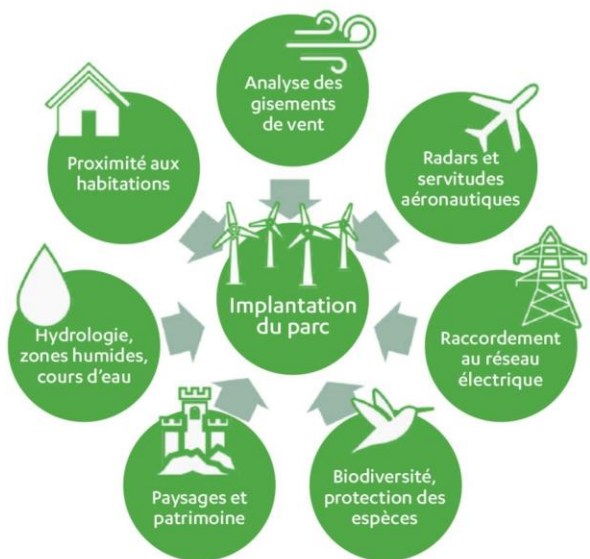 Analyse des
gisements
de vent
Proximité aux
habitations
Radars et
servitudes
aéronautiques
Implantation
du parc
Hydrologie,
zones humides,
cours d'eau
Raccordement
au réseau
électrique
Paysages et
patrimoine
Biodiversité,
protection des
espèces